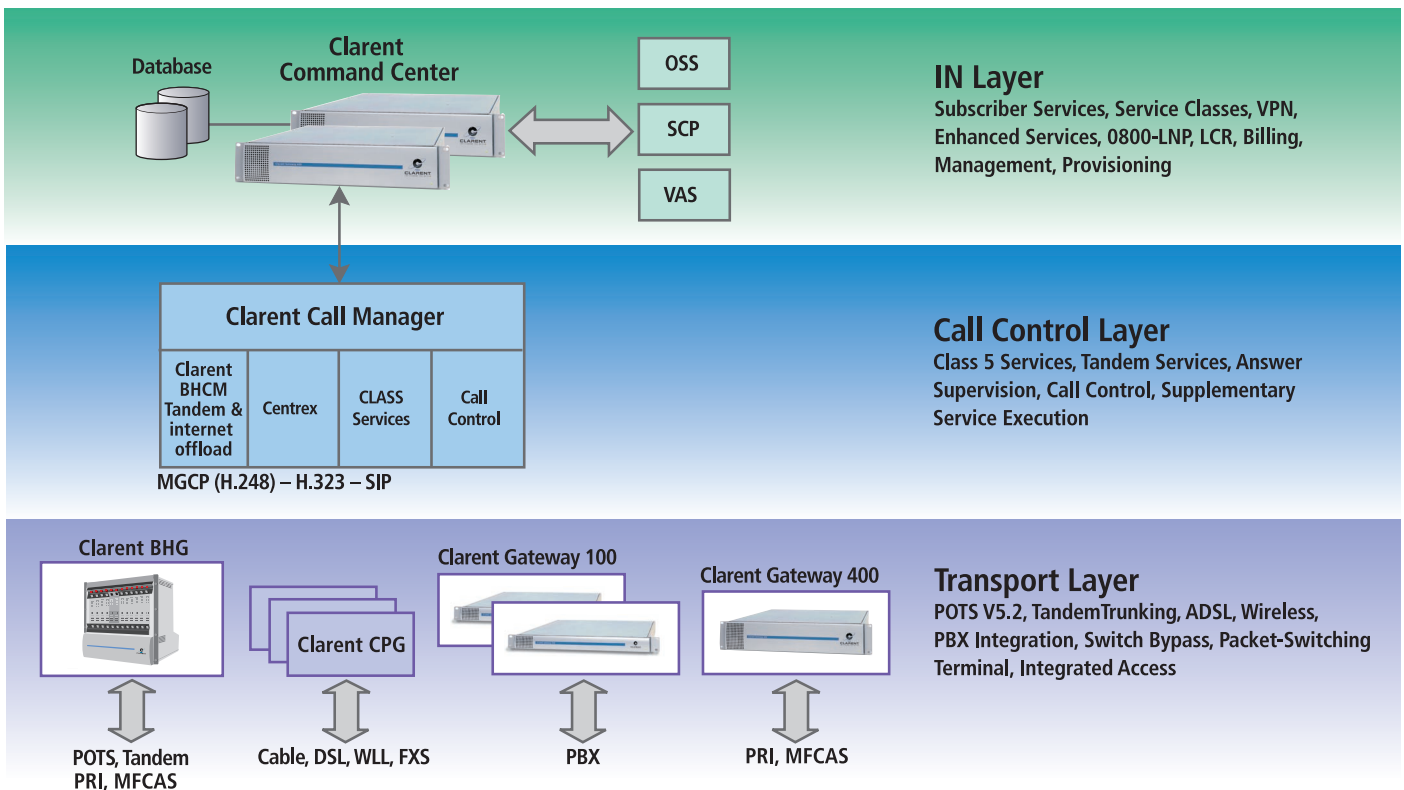 Clarent
Command Center
Database
CLARENT
CLARENT
OSS
SCP
VAS
IN Layer
Subscriber Services, Service Classes, VPN,
Enhanced Services, 0800-LNP, LCR, Billing,
Management, Provisioning
Clarent Call Manager
Clarent
BHCM
Tandem &
internet
offload
Centrex
CLASS
Services
Call
Control
MGCP (H.248) – H.323 – SIP
Call Control Layer
Class 5 Services, Tandem Services, Answer
Supervision, Call Control, Supplementary
Service Execution
Clarent BHG
Clarent CPG
Clarent Gateway 100
Clarent Gateway 400
CLARENT
POTS, Tandem
PRI, MFCAS
Cable, DSL, WLL, FXS
PBX
PRI, MFCAS
Transport Layer
POTS V5.2, TandemTrunking, ADSL, Wireless,
PBX Integration, Switch Bypass, Packet-Switching
Terminal, Integrated Access